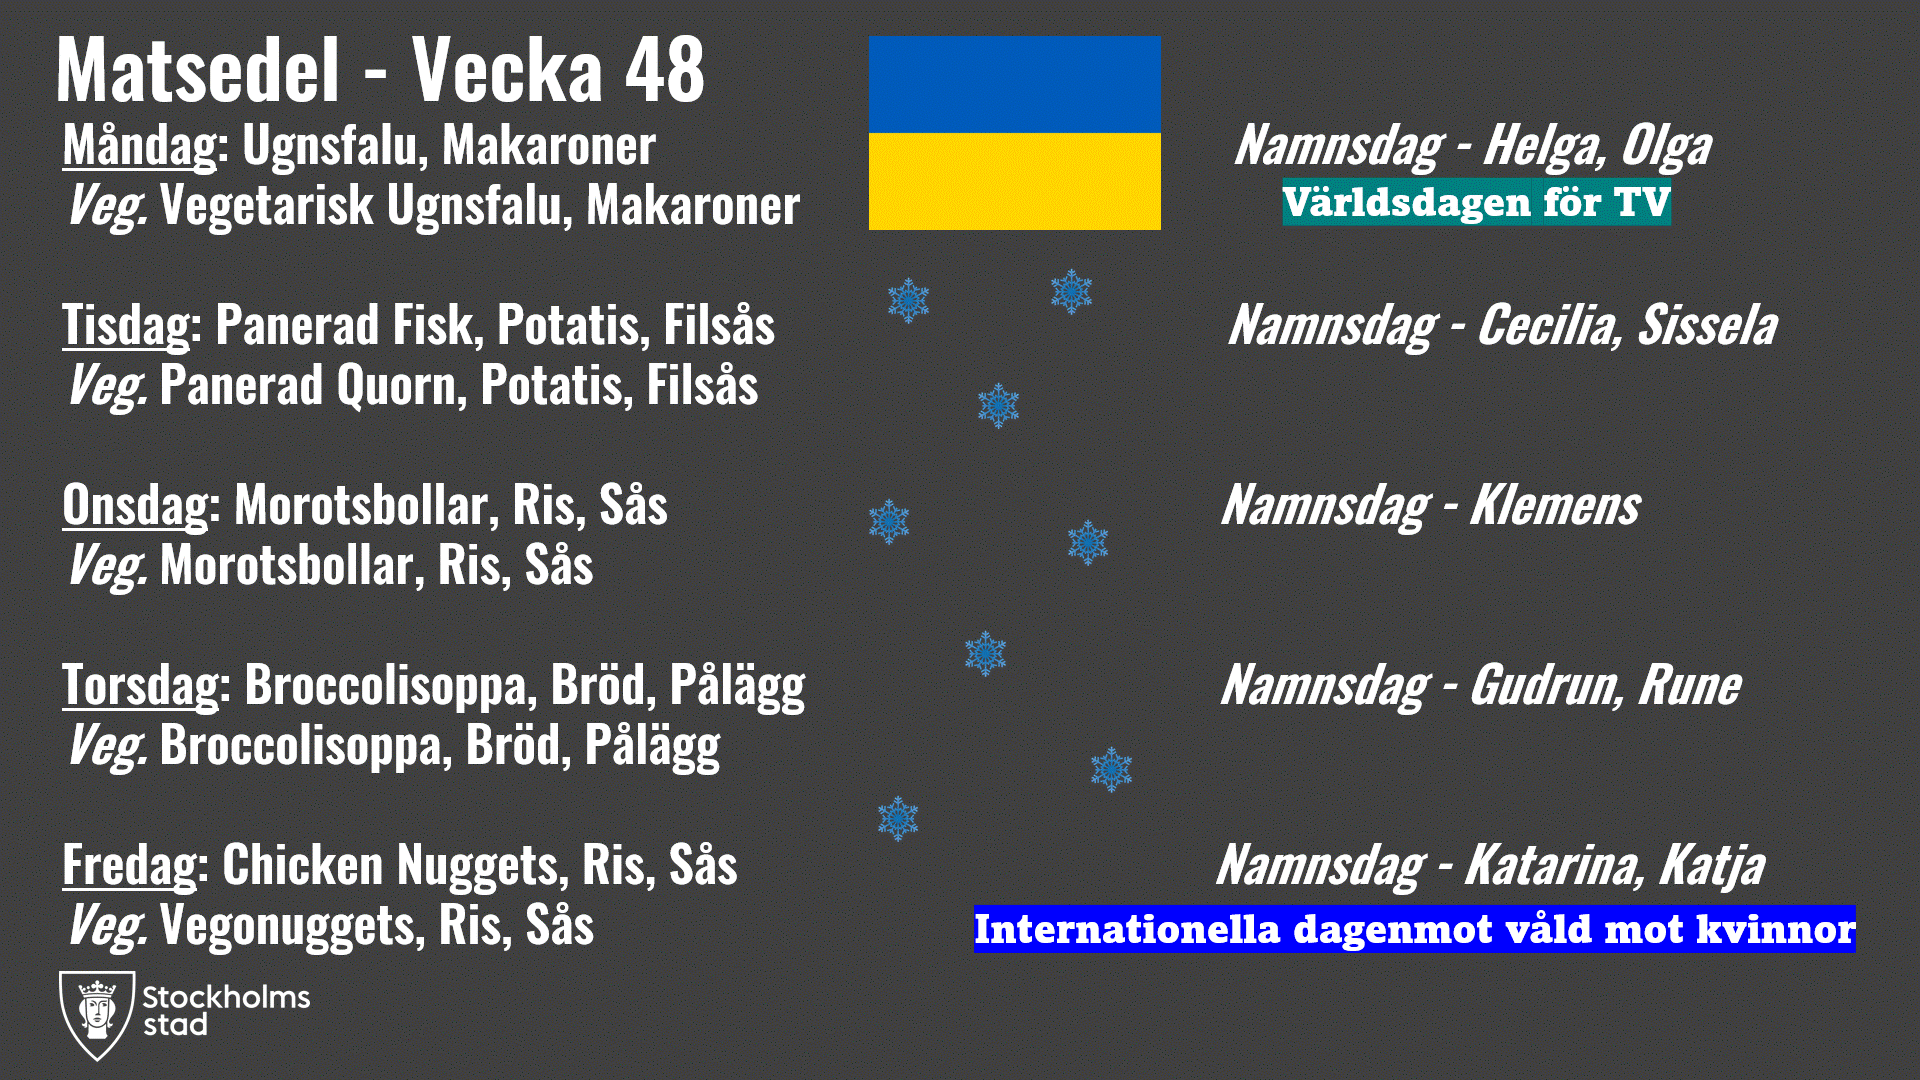 Matsedel - Vecka 48
Måndag: Ugnsfalu, Makaroner
Veg. Vegetarisk Ugnsfalu, Makaroner
Namnsdag - Helga, Olga
Världsdagen för TV
Tisdag: Panerad Fisk, Potatis, Filsås
Veg. Panerad Quorn, Potatis, Filsås
Namnsdag - Cecilia, Sissela
Onsdag: Morotsbollar, Ris, Sås
Veg. Morotsbollar, Ris, Sås
Namnsdag - Klemens
Torsdag: Broccolisoppa, Bröd, Pålägg
Veg. Broccolisoppa, Bröd, Pålägg
Namnsdag - Gudrun, Rune
Fredag: Chicken Nuggets, Ris, Sås
Veg. Vegonuggets, Ris, Sås
Namnsdag - Katarina, Katja
Internationella dagenmot våld mot kvinnor
Stockholms
stad